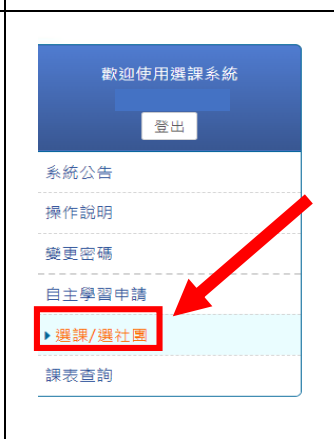 歡迎使用選課系統
登出
系統公告
操作說明
變更密碼
自主學習申請
選課/選社團
課表查詢